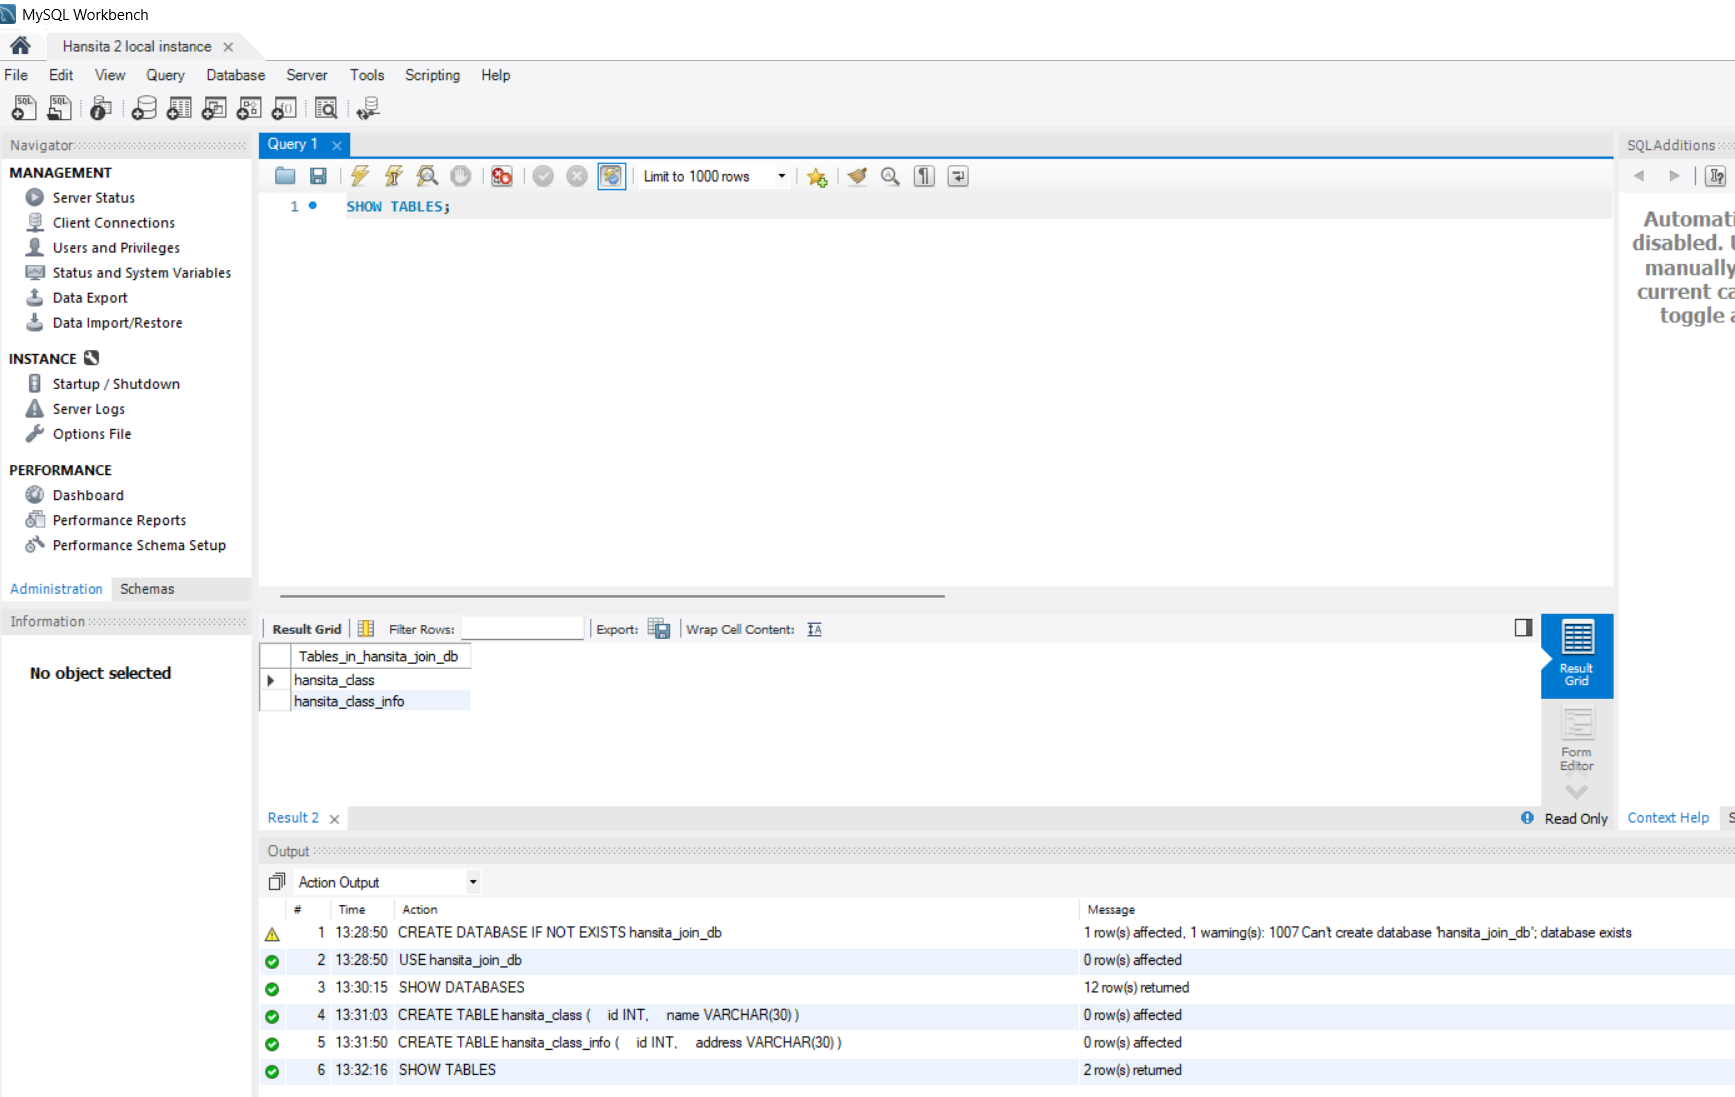 MySQL Workbench
Hansita 2 local instance
File Edit View Query Database Server Tools Scripting Help
Navigator
MANAGEMENT
Server Status
Client Connections
Users and Privileges
Status and System Variables
Data Export
Data Import/Restore
INSTANCE
Startup / Shutdown
Server Logs
Options File
PERFORMANCE
Dashboard
Performance Reports
Performance Schema Setup
Administration Schemas
Information
No object selected
Query 1
Limit to 1000 rows
1 SHOW TABLES;
Result Grid Filter Rows: Export: Wrap Cell Content:
Tables_in_hansita_join_db
hansita_class
hansita_class_info
Result
Grid
Form
Editor
Result 2
Read Only
SQLAdditions
Automati
disabled. U
manually
current ca
toggle a
Context Help S
Output
Action Output
# Time Action Message
1 13:28:50 CREATE DATABASE IF NOT EXISTS hansita_join_db 1 row(s) affected, 1 warning(s): 1007 Can't create database 'hansita_join_db'; database exists
2 13:28:50 USE hansita_join_db 0 row(s) affected
3 13:30:15 SHOW DATABASES 12 row(s) returned
4 13:31:03 CREATE TABLE hansita_class ( id INT, name VARCHAR(30) ) 0 row(s) affected
5 13:31:50 CREATE TABLE hansita_class_info ( id INT, address VARCHAR(30) ) 0 row(s) affected
6 13:32:16 SHOW TABLES 2 row(s) returned